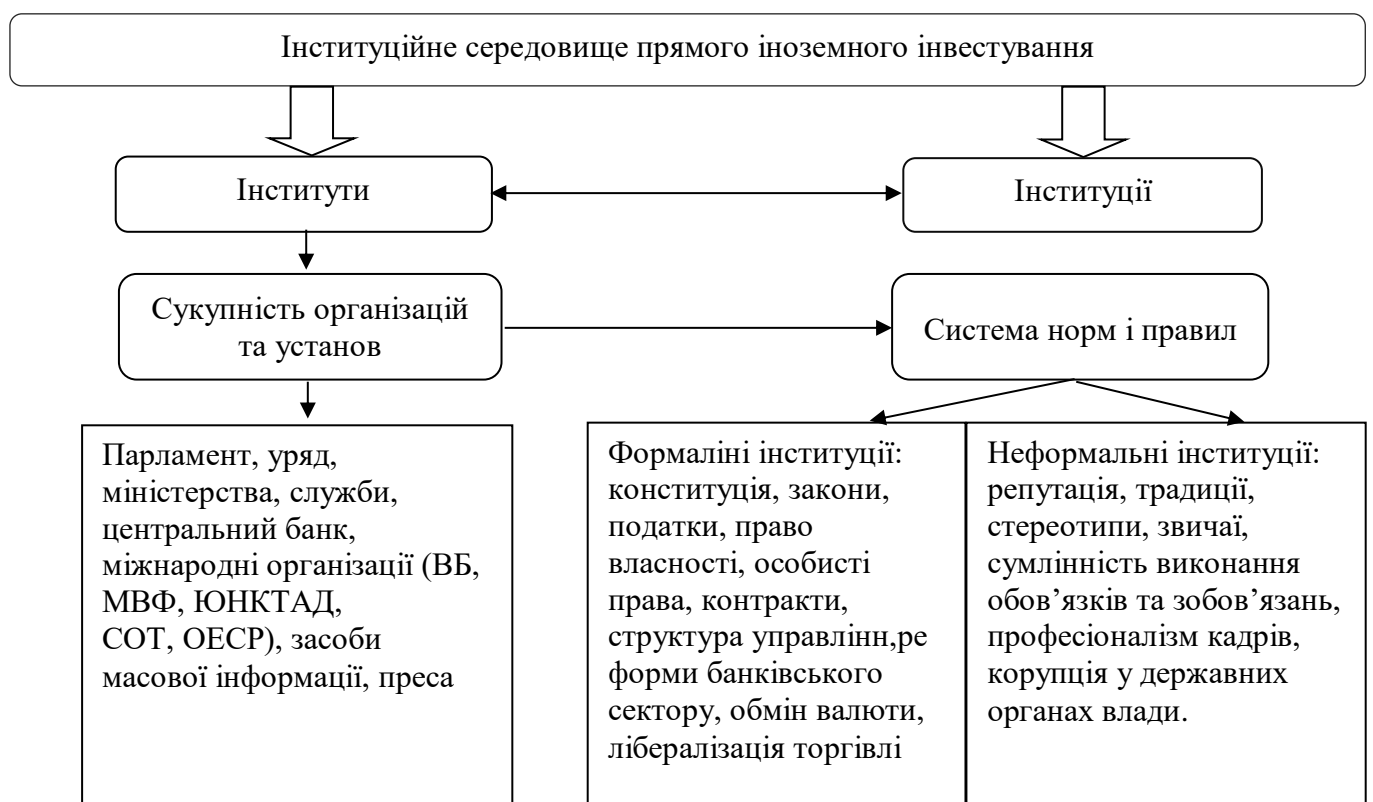 Інституційне середовище прямого іноземного інвестування
Інститути
Інституції
Сукупність організацій
та установ
Система норм і правил
Парламент, уряд,
міністерства, служби,
центральний банк,
міжнародні організації (ВБ,
МВФ, ЮНКТАД,
СОТ, ОЕСР), засоби
масової інформації, преса
Формаліні інституції:
конституція, закони,
податки, право
власності, особисті
права, контракти,
структура управлінн,ре
форми банківського
сектору, обмін валюти,
лібералізація торгівлі
Неформальні інституції:
репутація, традиції,
стереотипи, звичаї,
сумлінність виконання
обов’язків та зобов’язань,
професіоналізм кадрів,
корупція у державних
органах влади.